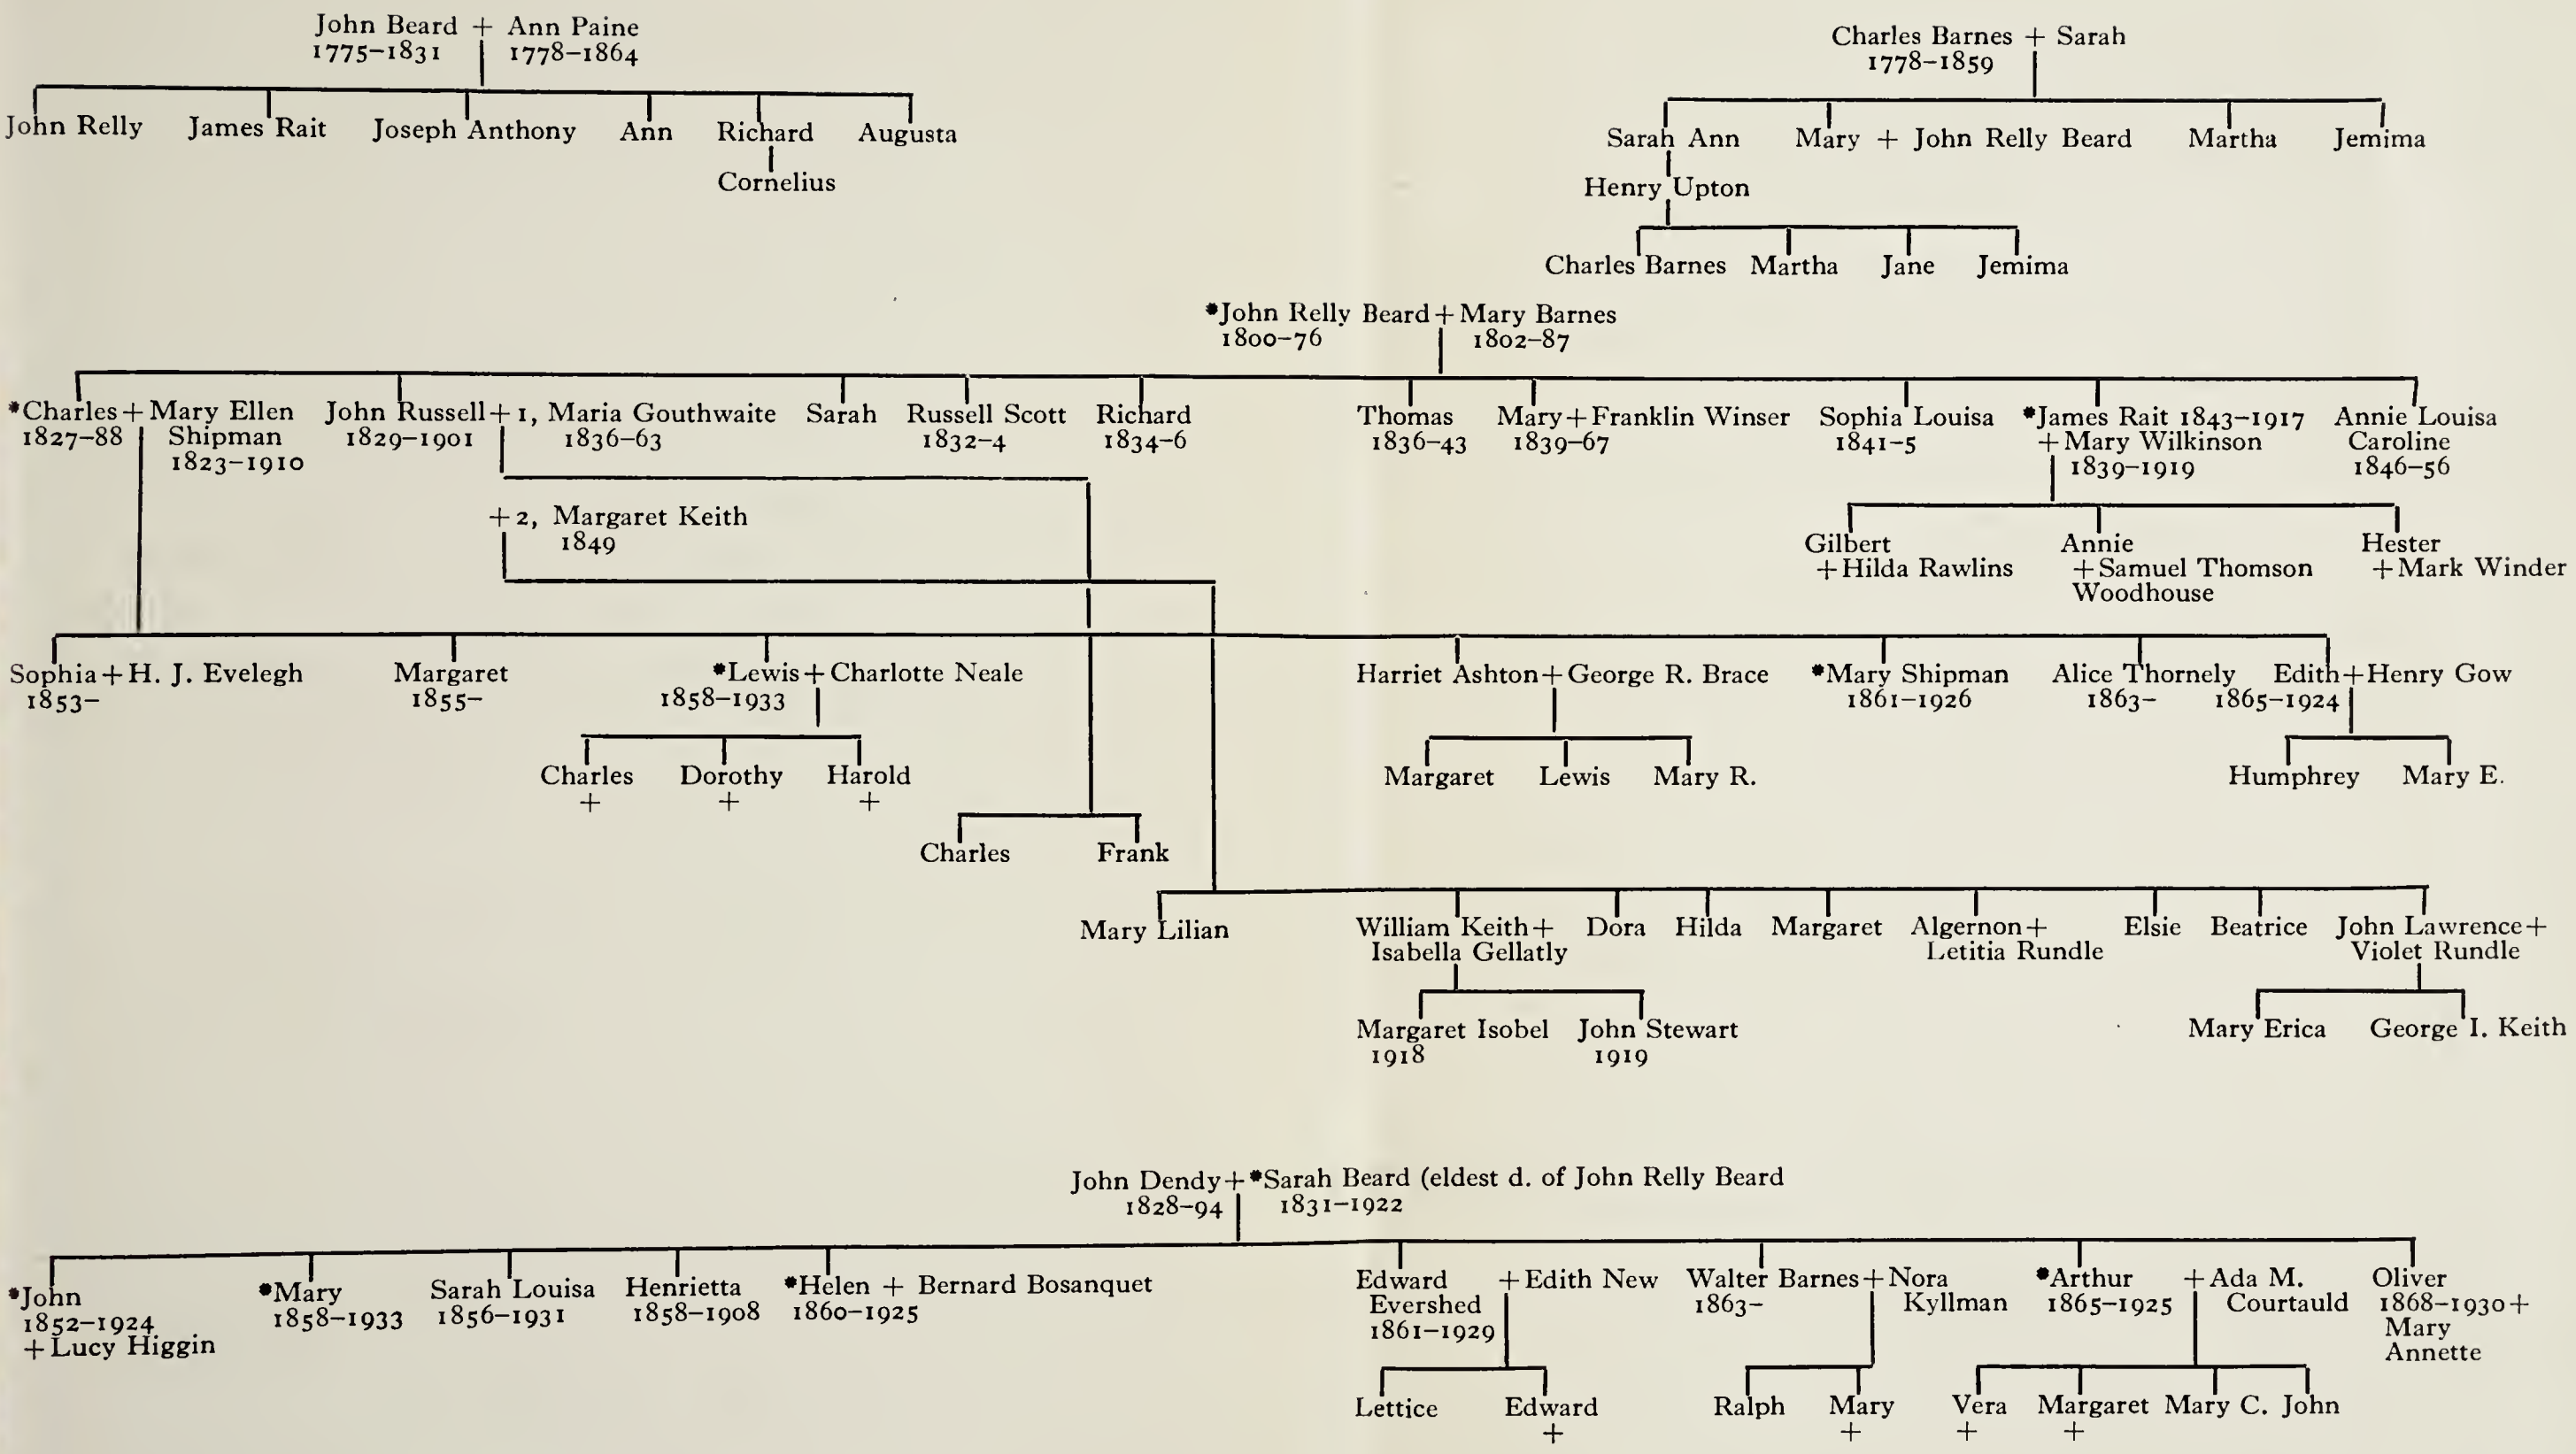 John Beard + Ann Paine
1775–1831 1778–1864
John Relly James Rait Joseph Anthony Ann Richard Augusta
Cornelius
Charles Barnes + Sarah
1778–1859
Sarah Ann Mary + John Relly Beard Martha Jemima
Henry Upton
Charles Barnes Martha Jane Jemima
*John Relly Beard + Mary Barnes
1800–76 1802–87
*Charles + Mary Ellen John Russell + 1, Maria Gouthwaite Sarah Russell Scott Richard Thomas Mary + Franklin Winser Sophia Louisa *James Rait 1843–1917 Annie Louisa
1827–88 Shipman 1829–1901 1836–63 1832–4 1834–6 1836–43 1839–67 1841–5 + Mary Wilkinson Caroline
1823–1910 1839–1919 1846–56
+ 2, Margaret Keith
1849
Gilbert Annie Hester
+ Hilda Rawlins + Samuel Thomson + Mark Winder
Woodhouse
Sophia + H. J. Evelegh Margaret *Lewis + Charlotte Neale Harriet Ashton + George R. Brace *Mary Shipman Alice Thornely Edith + Henry Gow
1853– 1855– 1858–1933 1861–1926 1863– 1865–1924
Charles Dorothy Harold Margaret Lewis Mary R. Humphrey Mary E.
+ + +
Charles Frank
Mary Lilian William Keith + Dora Hilda Margaret Algernon + Elsie Beatrice John Lawrence +
Isabella Gellatly Letitia Rundle Violet Rundle
Margaret Isobel John Stewart Mary Erica George I. Keith
1918 1919
John Dendy + *Sarah Beard (eldest d. of John Relly Beard
1828–94 1831–1922
*John *Mary Sarah Louisa Henrietta *Helen + Bernard Bosanquet Edward + Edith New Walter Barnes + Nora *Arthur + Ada M. Oliver
1852–1924 1858–1933 1856–1931 1858–1908 1860–1925 Evershed 1863– Kyllman 1865–1925 Courtauld 1868–1930 +
+ Lucy Higgin 1861–1929 Mary
Annette
Lettice Edward Ralph Mary Vera Margaret Mary C. John
+ + + +